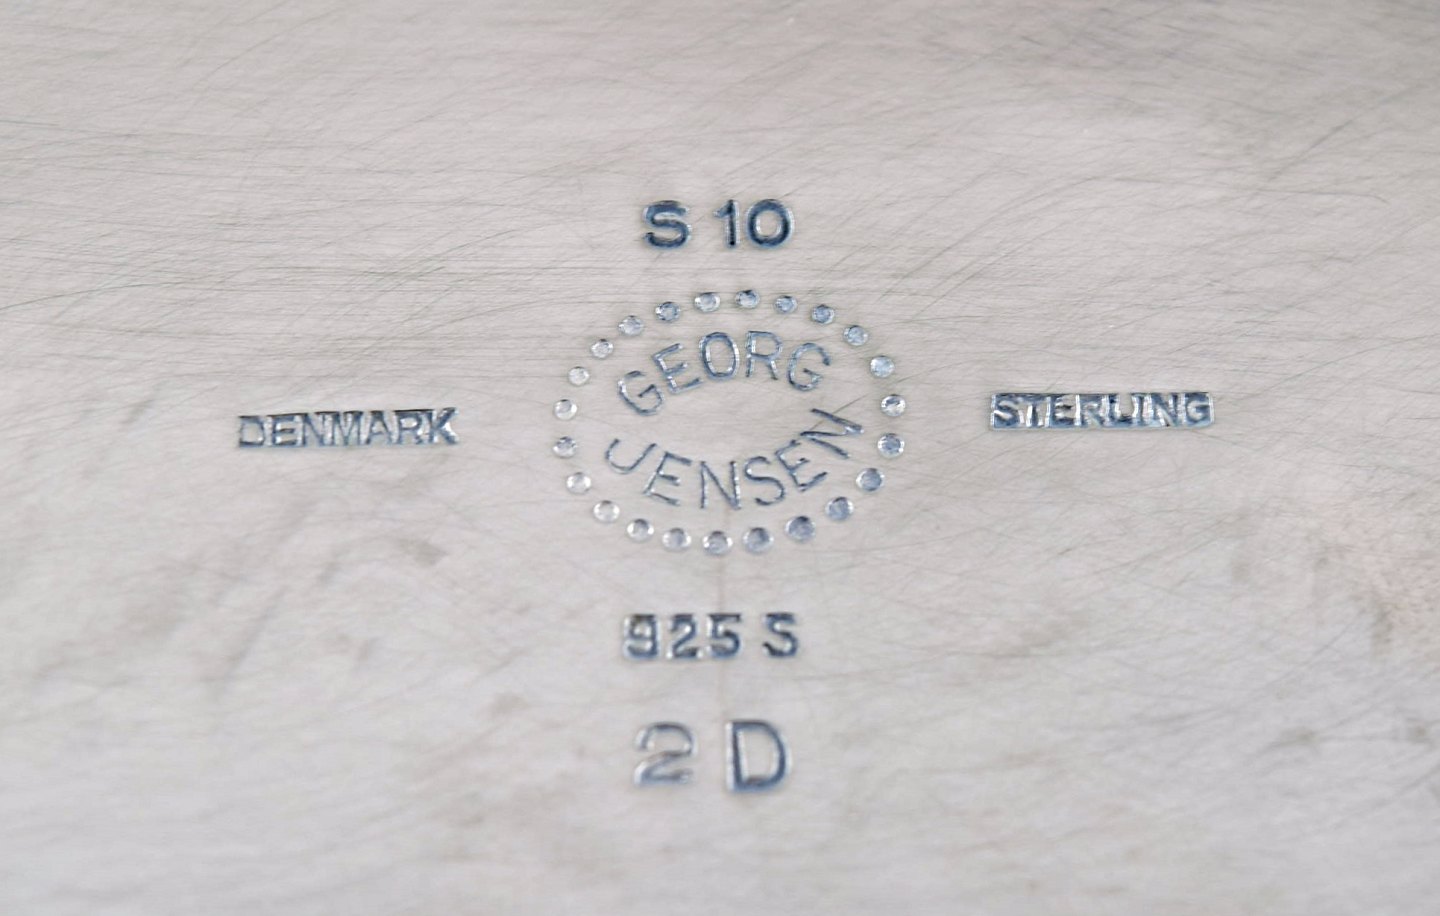 S 10
GEORG
JENSEN
DENMARK
STERLING
925 S
2 D